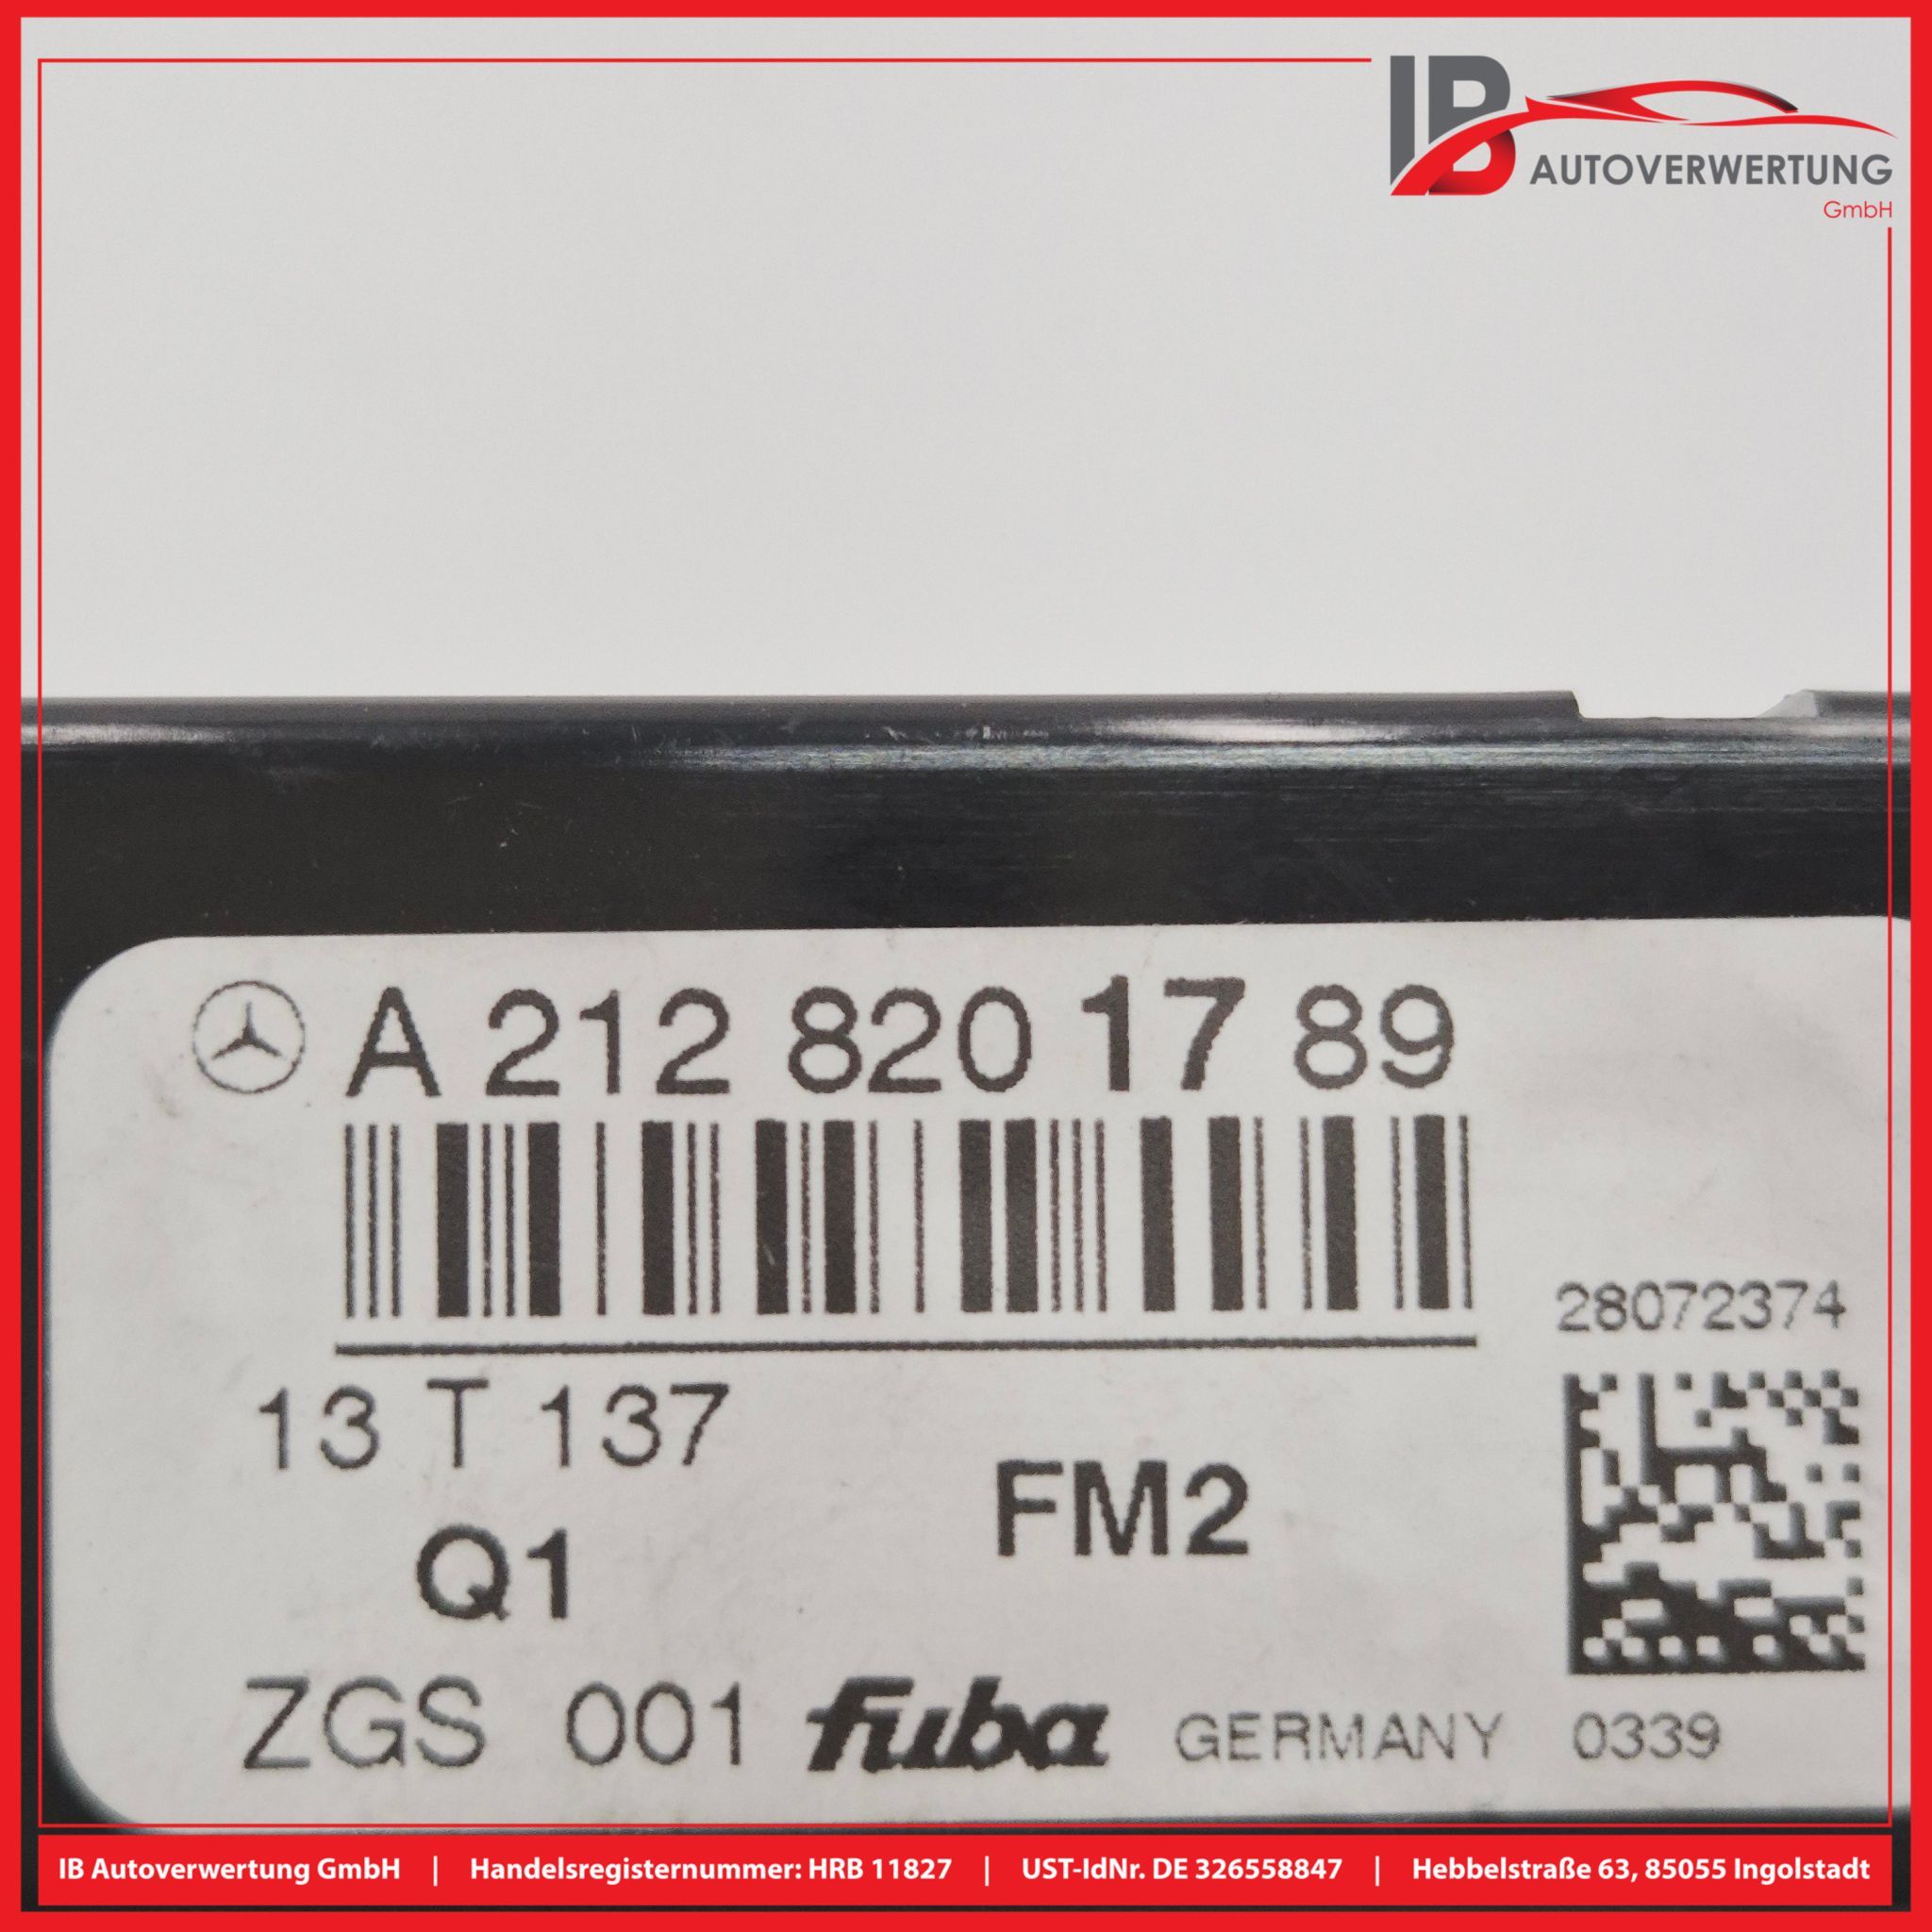 IB AUTOVERWERTUNG
GmbH
A 212 820 17 89
28072374
13 T 137
FM2
Q1
ZGS 001 fuba GERMANY 0339
IB Autoverwertung GmbH | Handelsregisternummer: HRB 11827 | UST-IdNr. DE 326558847 | Hebbelstraße 63, 85055 Ingolstadt